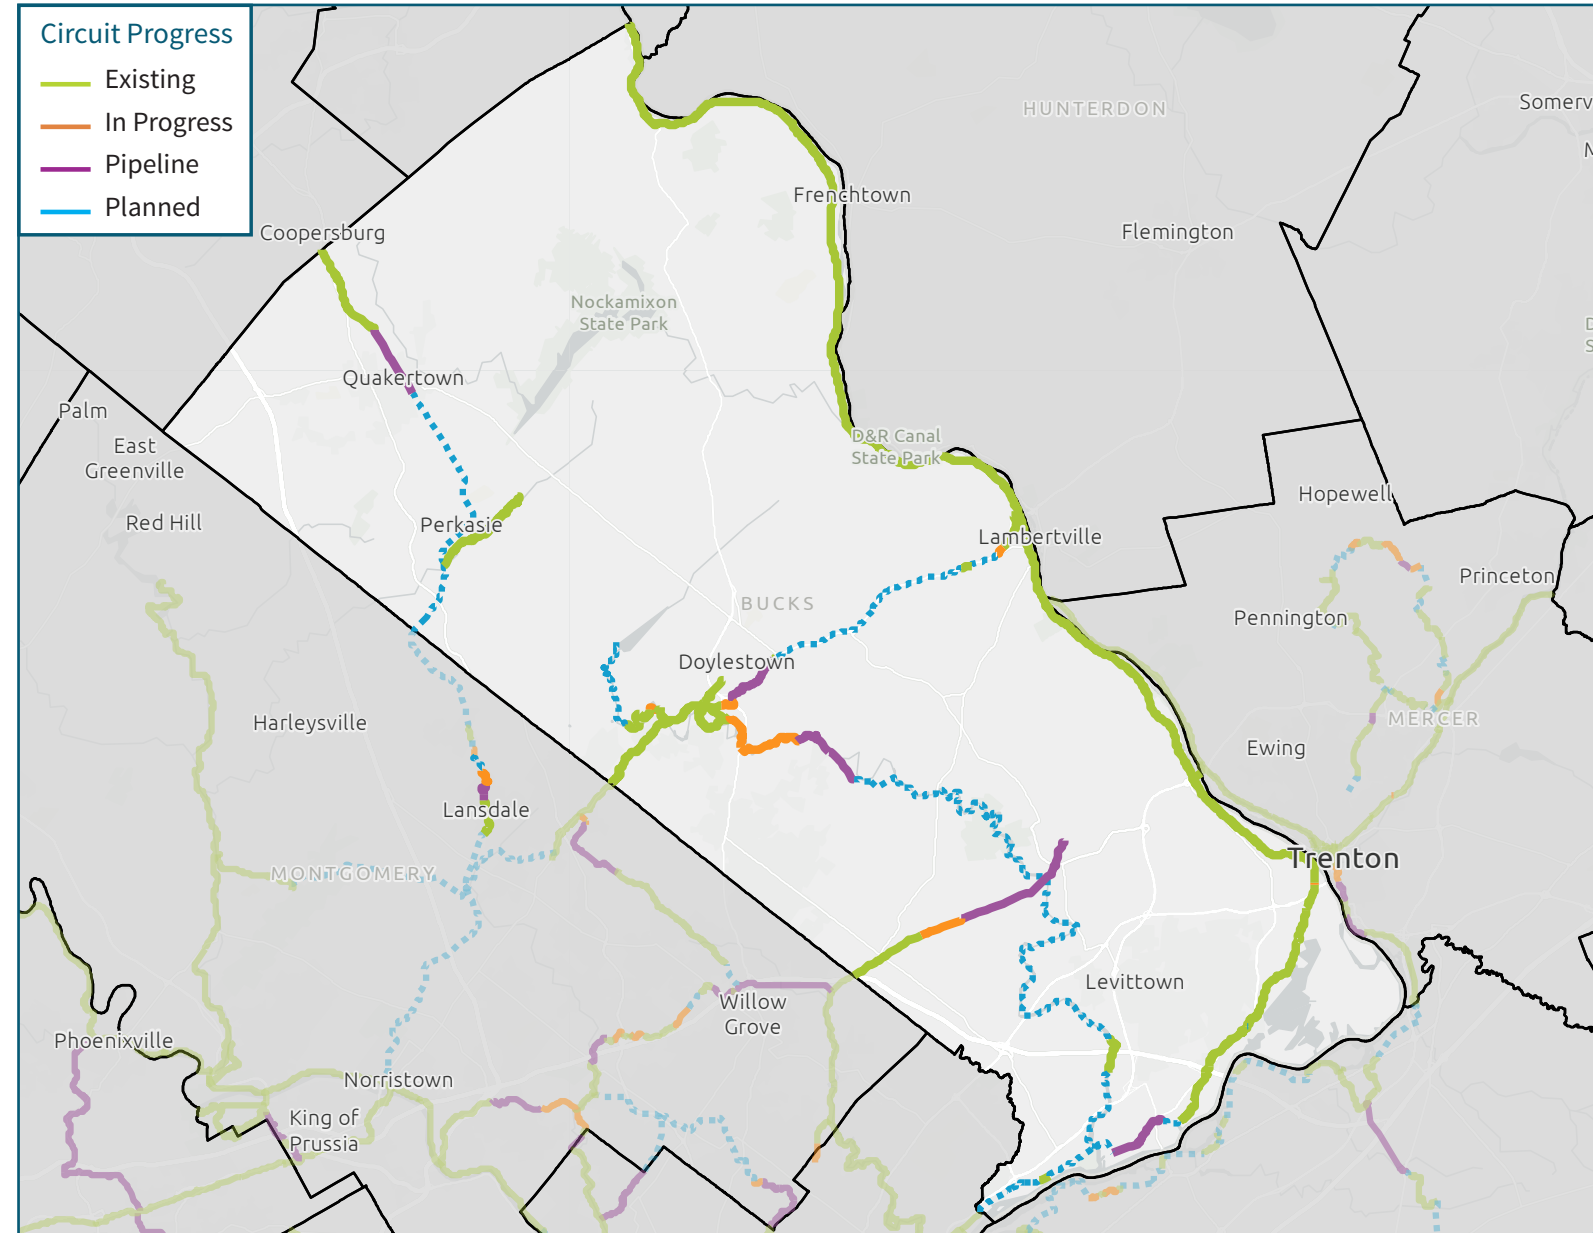 Circuit Progress
Existing
In Progress
Pipeline
Planned
HUNTERDON
Somerv
Frenchtown
Flemington
Coopersburg
Nockamixon
State Park
Quakertown
Palm
East
Greenville
D&R Canal
State Park
Hopewell
Red Hill
Perkasie
Lambertville
Princeton
BUCKS
Pennington
Doylestown
Harleysville
MERCER
Ewing
Lansdale
Trenton
MONTGOMERY
Levittown
Willow
Grove
Phoenixville
Norristown
King of
Prussia